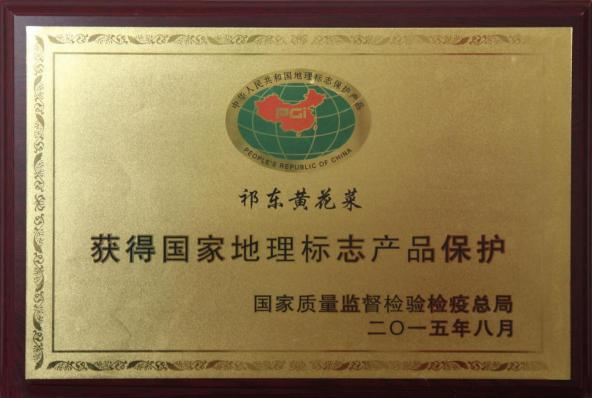 中华人民共和国地理标志保护产品
PGI
PEOPLE'S REPUBLIC OF CHINA
祁东黄花菜
获得国家地理标志产品保护
国家质量监督检验检疫总局
二〇一五年八月